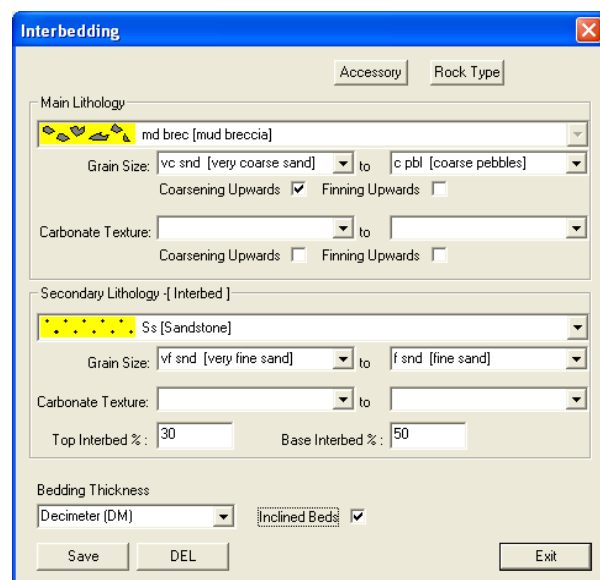 Interbedding
Accessory Rock Type
Main Lithology
md brec [mud breccia]
Grain Size: vc snd [very coarse sand] to c pbl [coarse pebbles]
Coarsening Upwards Finning Upwards
Carbonate Texture: to
Coarsening Upwards Finning Upwards
Secondary Lithology -[ Interbed ]
Ss [Sandstone]
Grain Size: vf snd [very fine sand] to f snd [fine sand]
Carbonate Texture: to
Top Interbed % : 30 Base Interbed % : 50
Bedding Thickness
Decimeter (DM) Inclined Beds
Save DEL Exit